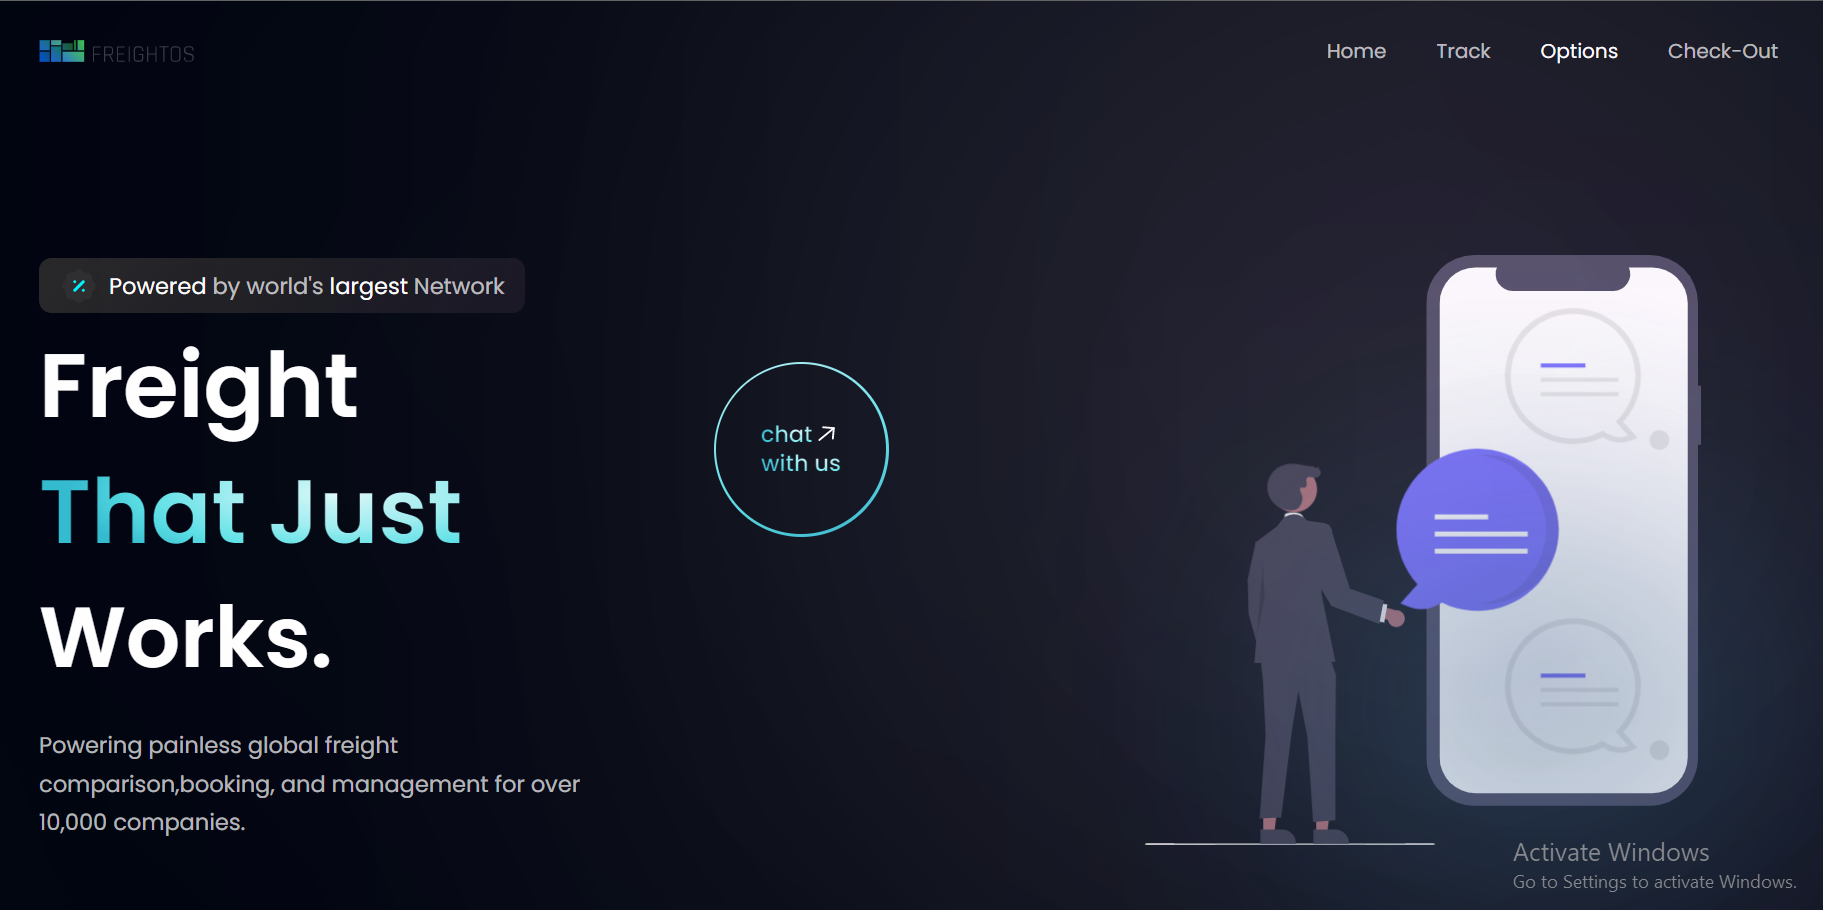 FREIGHTOS
Home Track Options Check-Out
Powered by world's largest Network
Freight
That Just
Works.
chat
with us
Powering painless global freight
comparison,booking, and management for over
10,000 companies.
Activate Windows
Go to Settings to activate Windows.